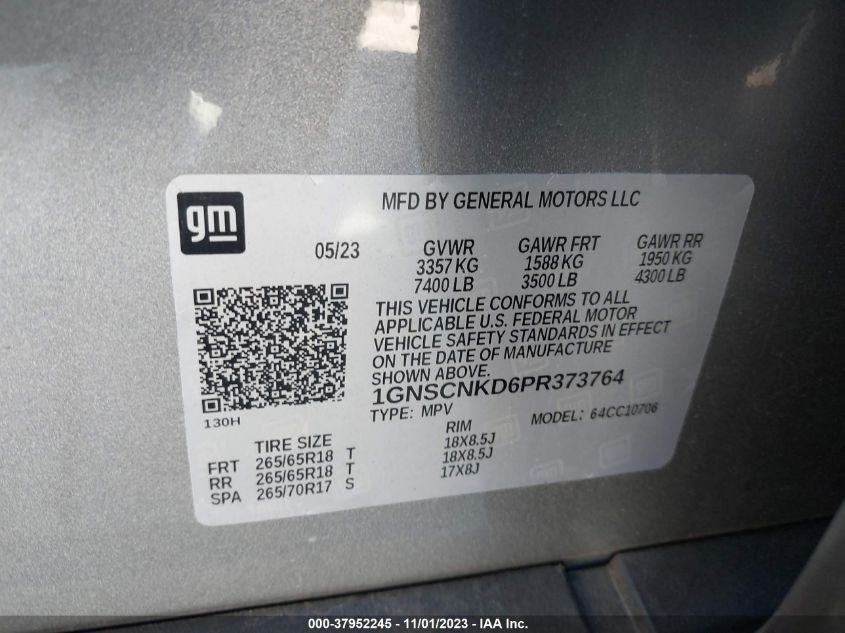 gm
MFD BY GENERAL MOTORS LLC
05/23
GVWR
3357 KG
7400 LB
GAWR FRT
1588 KG
3500 LB
GAWR RR
1950 KG
4300 LB
THIS VEHICLE CONFORMS TO ALL
APPLICABLE U.S. FEDERAL MOTOR
VEHICLE SAFETY STANDARDS IN EFFECT
ON THE DATE OF MANUFACTURE
SHOWN ABOVE.
1GNSCNKD6PR373764
TYPE: MPV MODEL: 64CC10706
130H
TIRE SIZE RIM
FRT 265/65R18 T 18X8.5J
RR 265/65R18 T 18X8.5J
SPA 265/70R17 S 17X8J
000-37952245 - 11/01/2023 - IAA Inc.